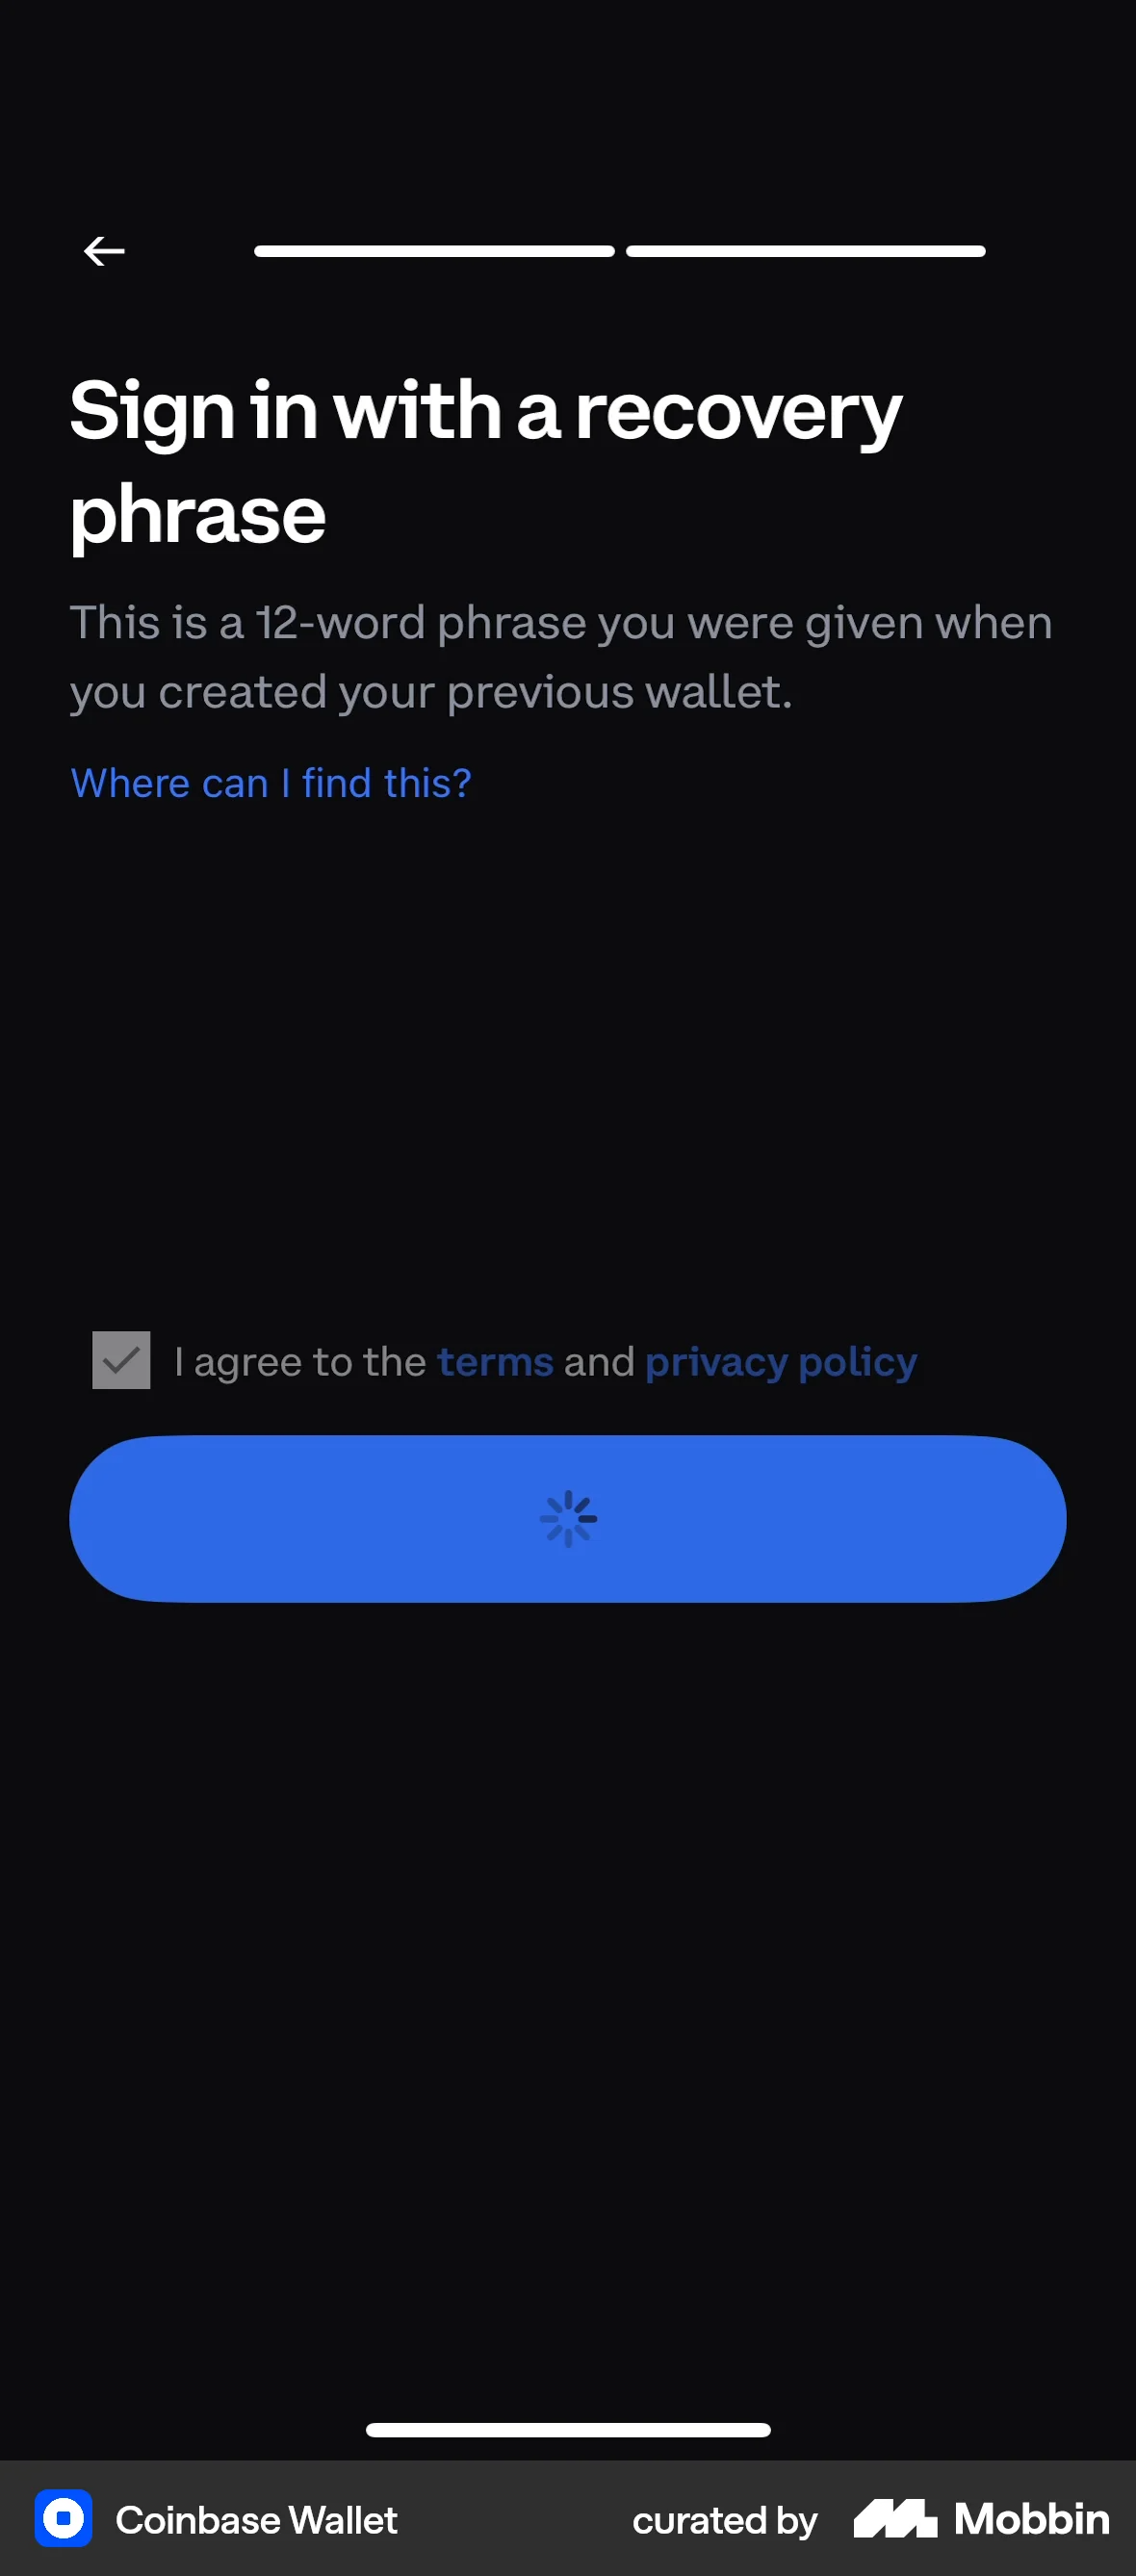 Sign in with a recovery
phrase
This is a 12-word phrase you were given when
you created your previous wallet.
Where can I find this?
I agree to the terms and privacy policy
Coinbase Wallet
curated by Mobbin